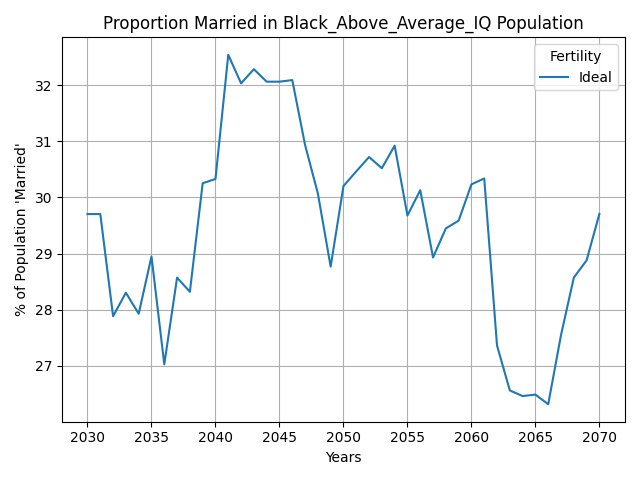 Proportion Married in Black_Above_Average_IQ Population
Fertility
Ideal
% of Population 'Married'
32
31
30
29
28
27
2030 2035 2040 2045 2050 2055 2060 2065 2070
Years